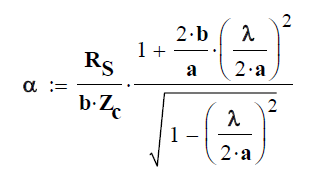 α := R_S / (b·Z_c) · (1 + (2·b / a)·(λ / (2·a))^2) / √(1 − (λ / (2·a))^2)